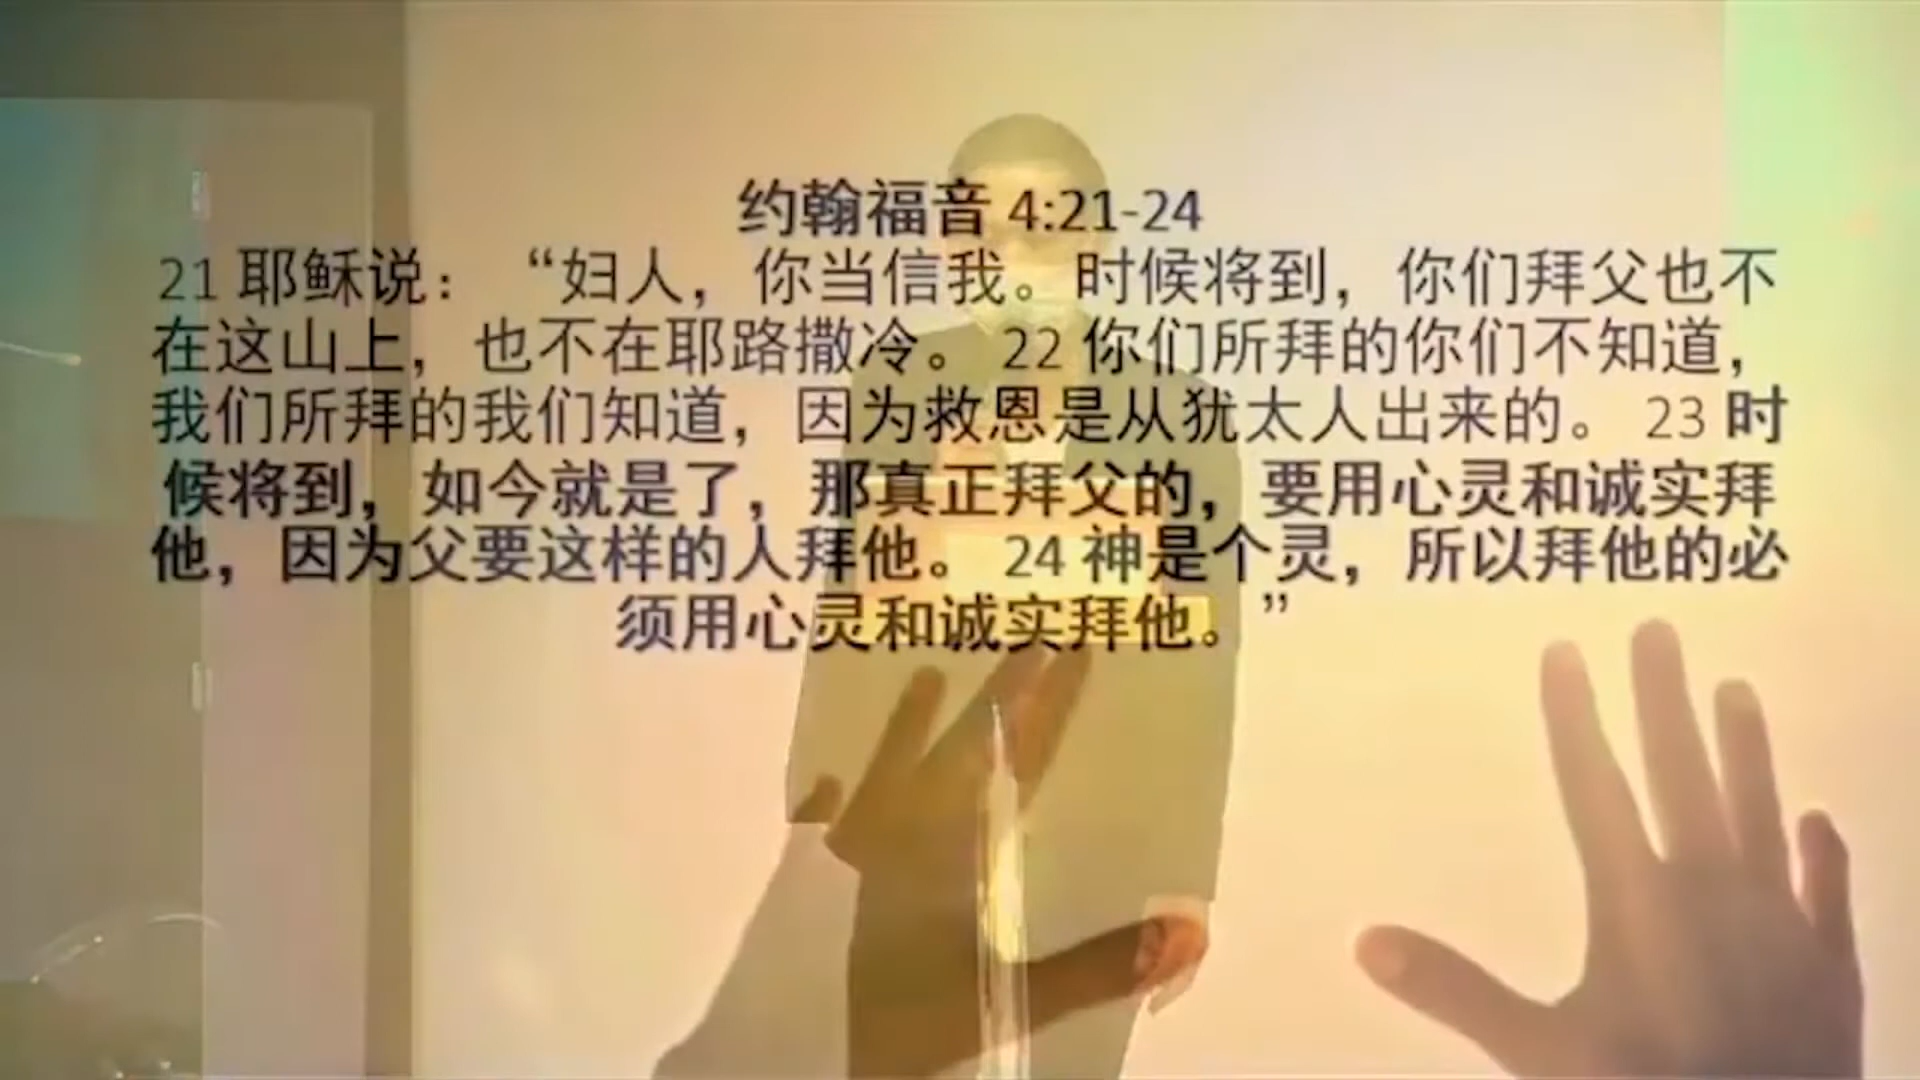 约翰福音 4:21-24
21 耶稣说： “妇人，你当信我。时候将到，你们拜父也不
在这山上，也不在耶路撒冷。 22 你们所拜的你们不知道，
我们所拜的我们知道，因为救恩是从犹太人出来的。 23 时
候将到，如今就是了，那真正拜父的，要用心灵和诚实拜
他，因为父要这样的人拜他。 24 神是个灵，所以拜他的必
须用心灵和诚实拜他。”